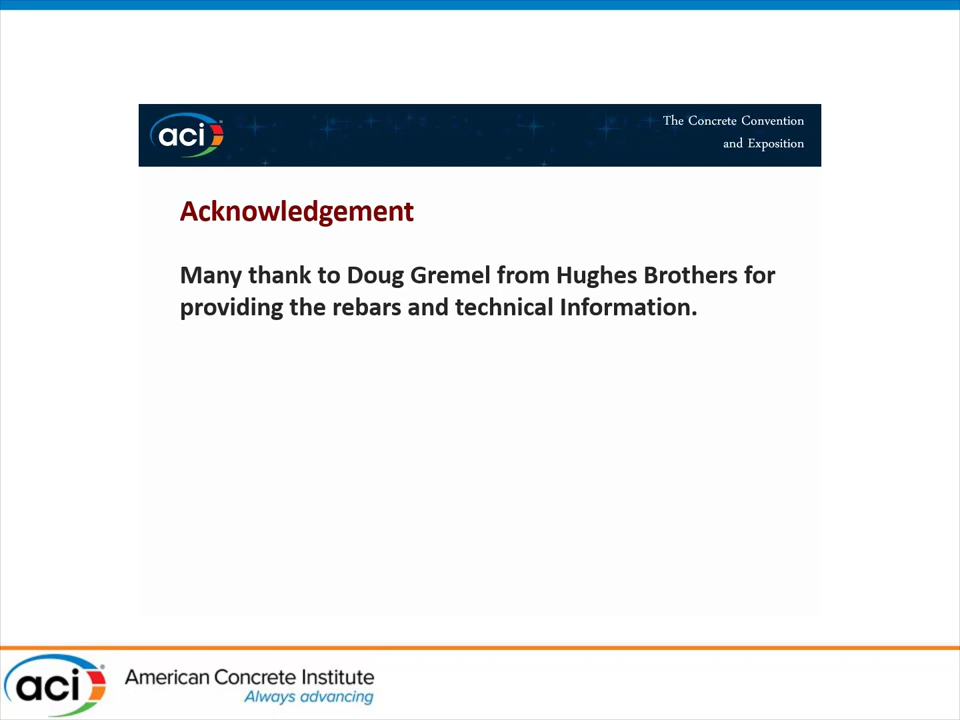 aci
The Concrete Convention
and Exposition
Acknowledgement
Many thank to Doug Gremel from Hughes Brothers for
providing the rebars and technical Information.
aci
American Concrete Institute
Always advancing